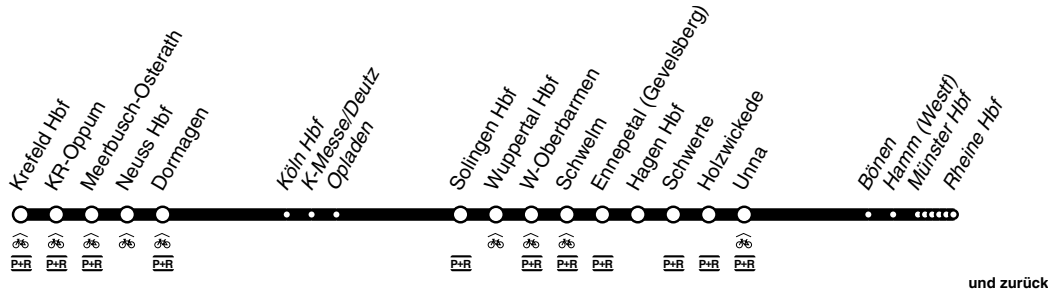 Krefeld Hbf
KR-Oppum
Meerbusch-Osterath
Neuss Hbf
Dormagen
Köln Hbf
K-Messe/Deutz
Opladen
Solingen Hbf
Wuppertal Hbf
W-Oberbarmen
Schwelm
Ennepetal (Gevelsberg)
Hagen Hbf
Schwerte
Holzwickede
Unna
Bönen
Hamm (Westf)
Münster Hbf
Rheine Hbf
P+R P+R P+R P+R P+R P+R P+R P+R P+R P+R P+R
und zurück